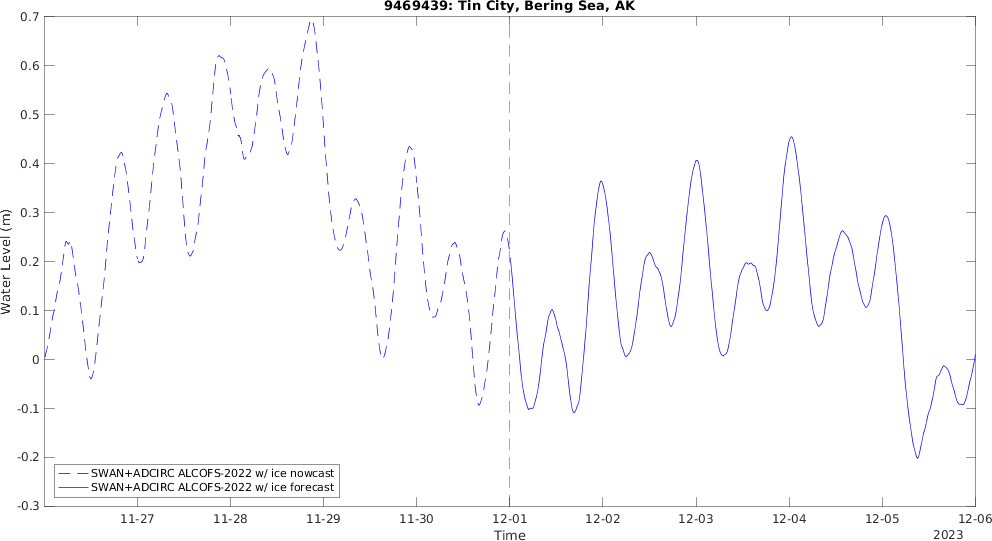 9469439: Tin City, Bering Sea, AK
0.7
0.6
0.5
0.4
0.3
0.2
0.1
0
-0.1
-0.2
-0.3
Water Level (m)
SWAN+ADCIRC ALCOFS-2022 w/ ice nowcast
SWAN+ADCIRC ALCOFS-2022 w/ ice forecast
11-27 11-28 11-29 11-30 12-01 12-02 12-03 12-04 12-05 12-06
Time
2023